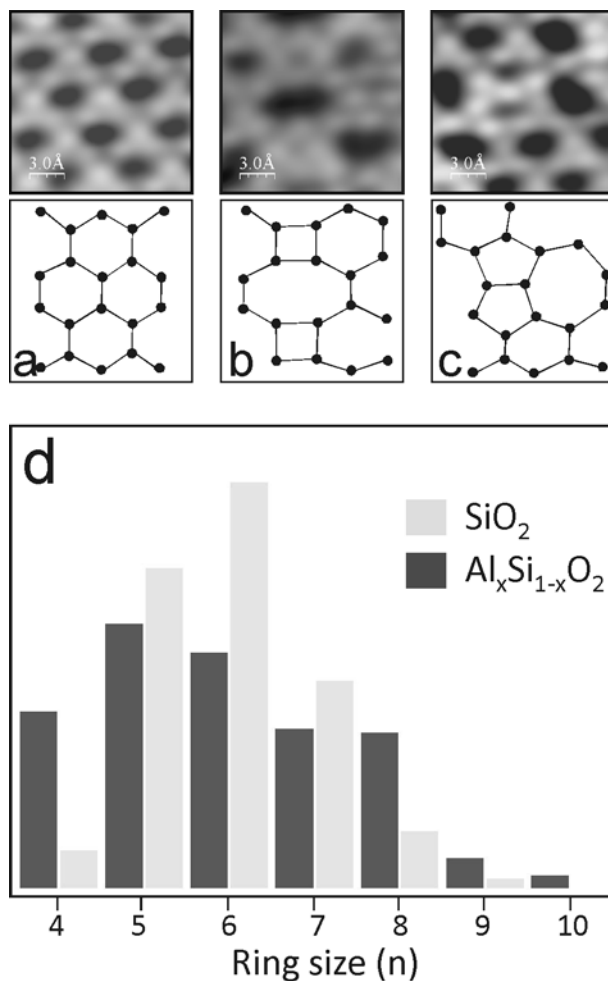 3.0Å 3.0Å 3.0Å
a b c
d
SiO₂
AlₓSi₁₋ₓO₂
4 5 6 7 8 9 10
Ring size (n)